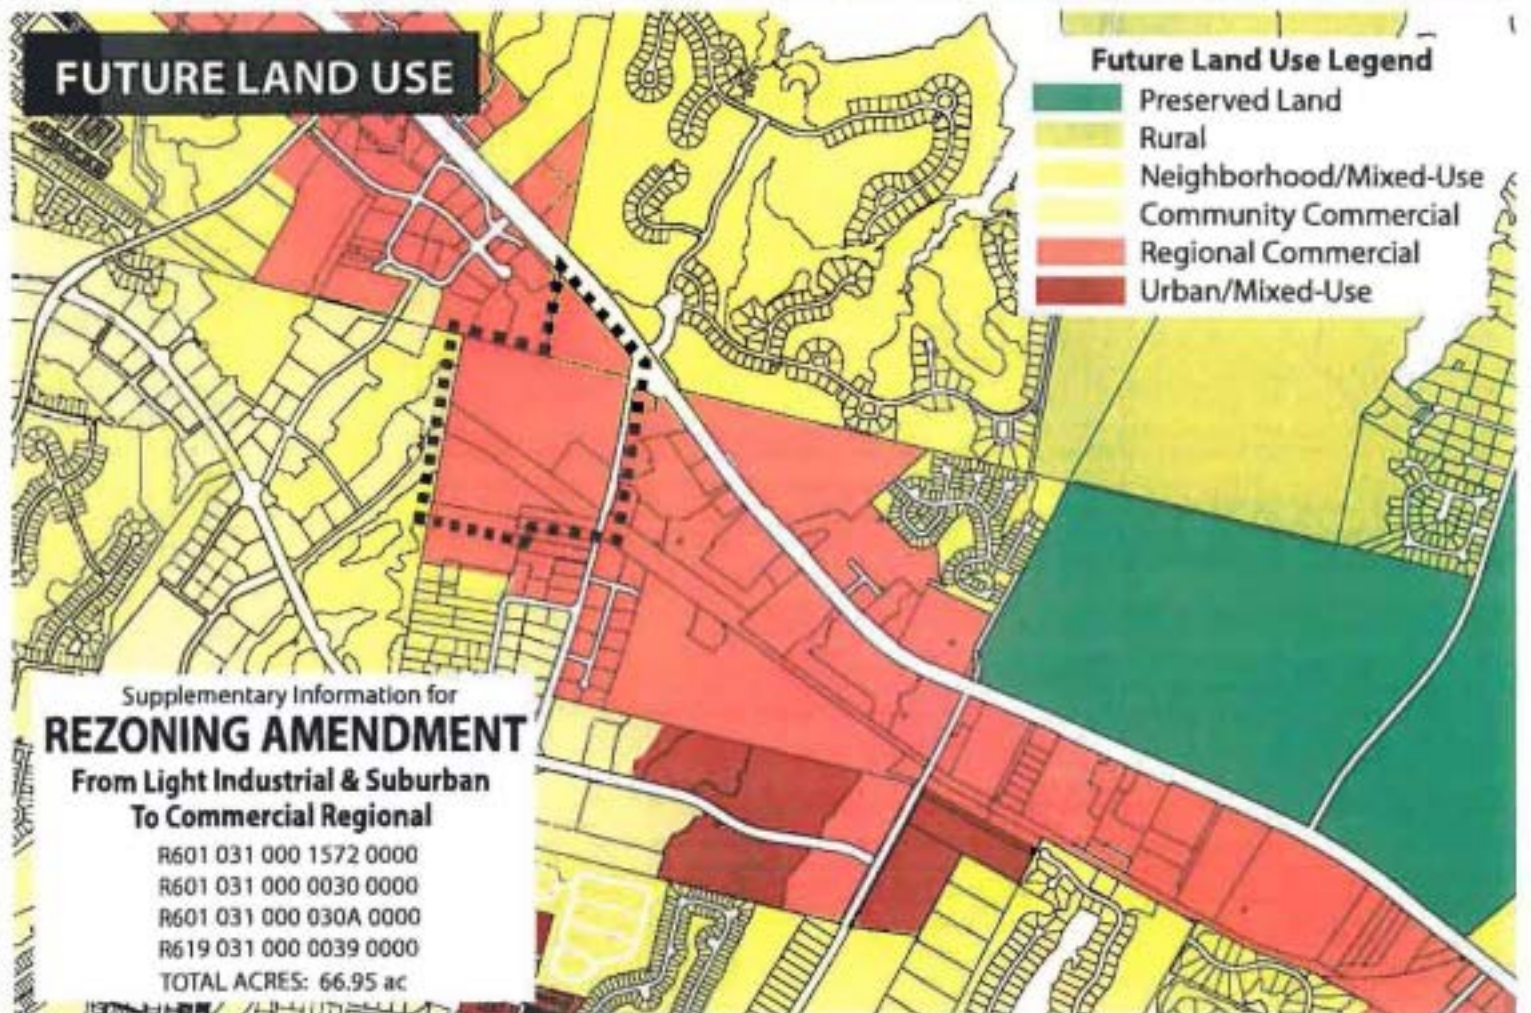 FUTURE LAND USE
Future Land Use Legend
Preserved Land
Rural
Neighborhood/Mixed-Use
Community Commercial
Regional Commercial
Urban/Mixed-Use
Supplementary Information for
REZONING AMENDMENT
From Light Industrial & Suburban
To Commercial Regional
R601 031 000 1572 0000
R601 031 000 0030 0000
R601 031 000 030A 0000
R619 031 000 0039 0000
TOTAL ACRES: 66.95 ac